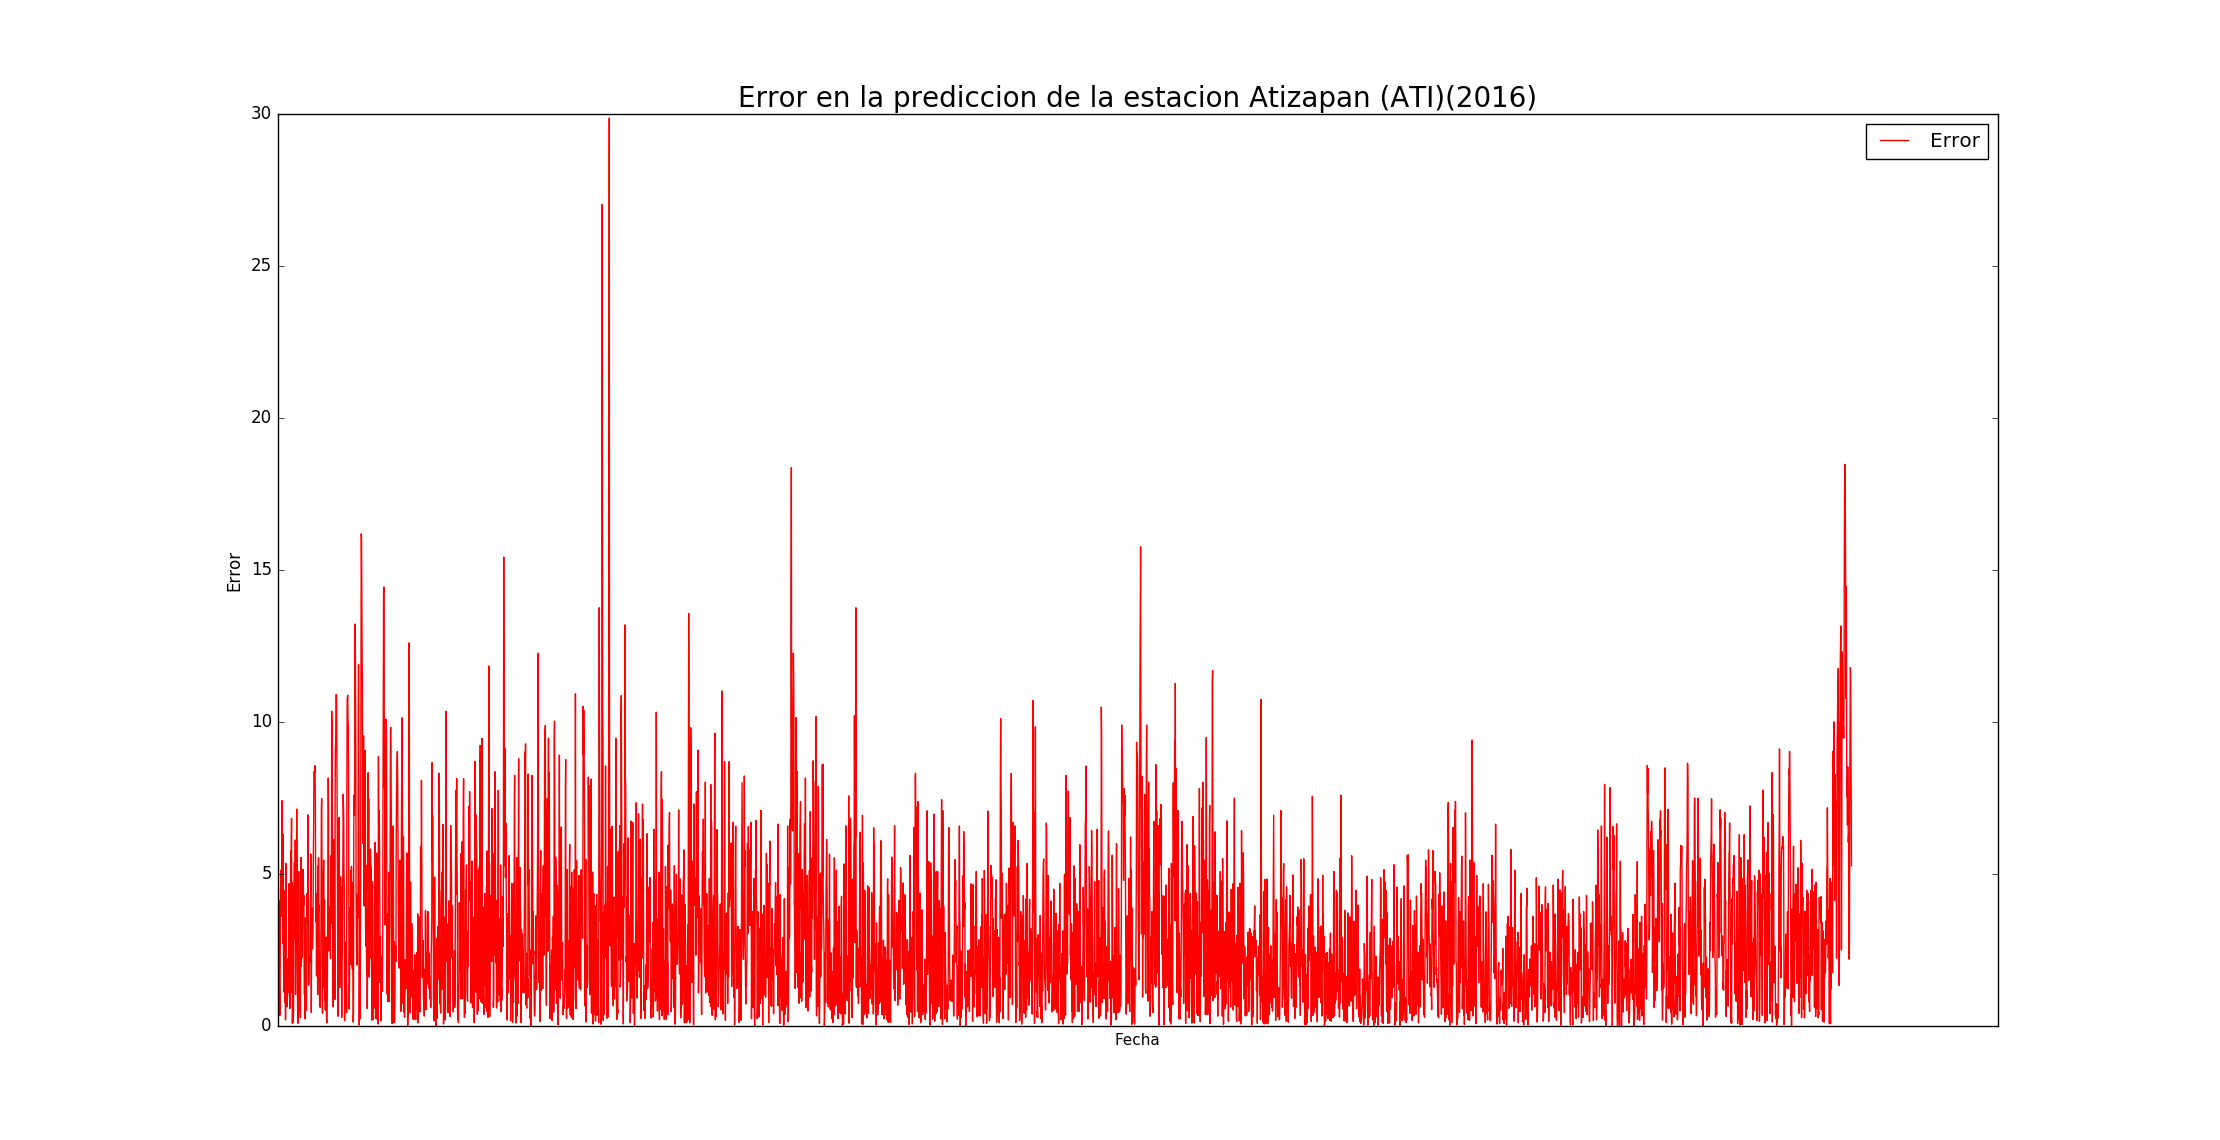 Error en la prediccion de la estacion Atizapan (ATI)(2016)
30
Error
25
20
15
Error
10
5
0
Fecha